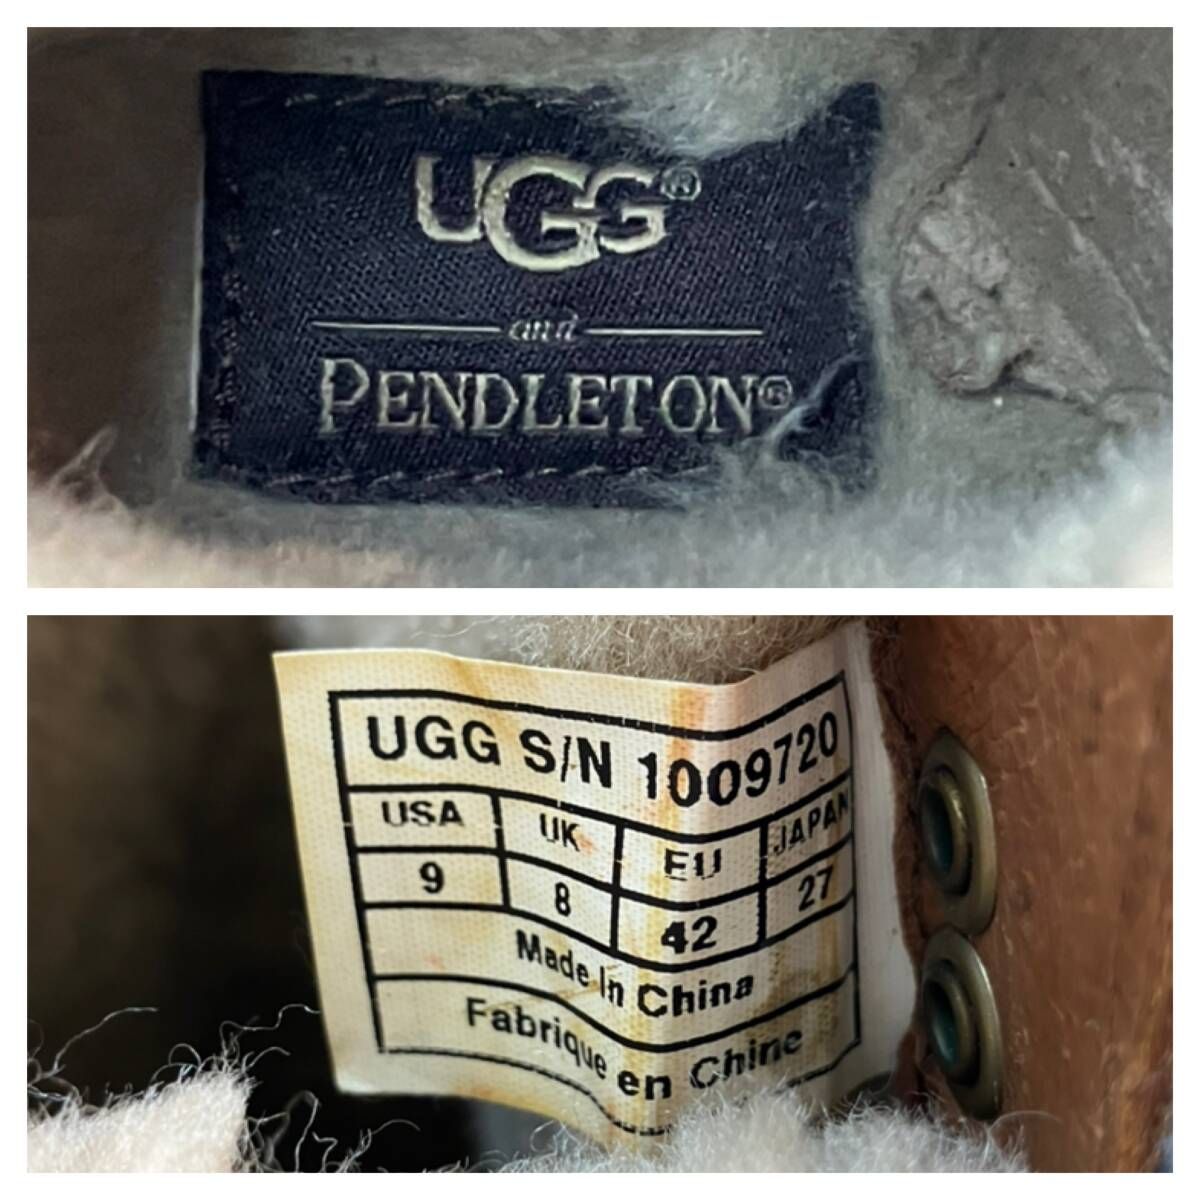 UGG®
and
PENDLETON®
UGG S/N 1009720
USA UK EU JAPAN
9 8 42 27
Made In China
Fabrique en Chine